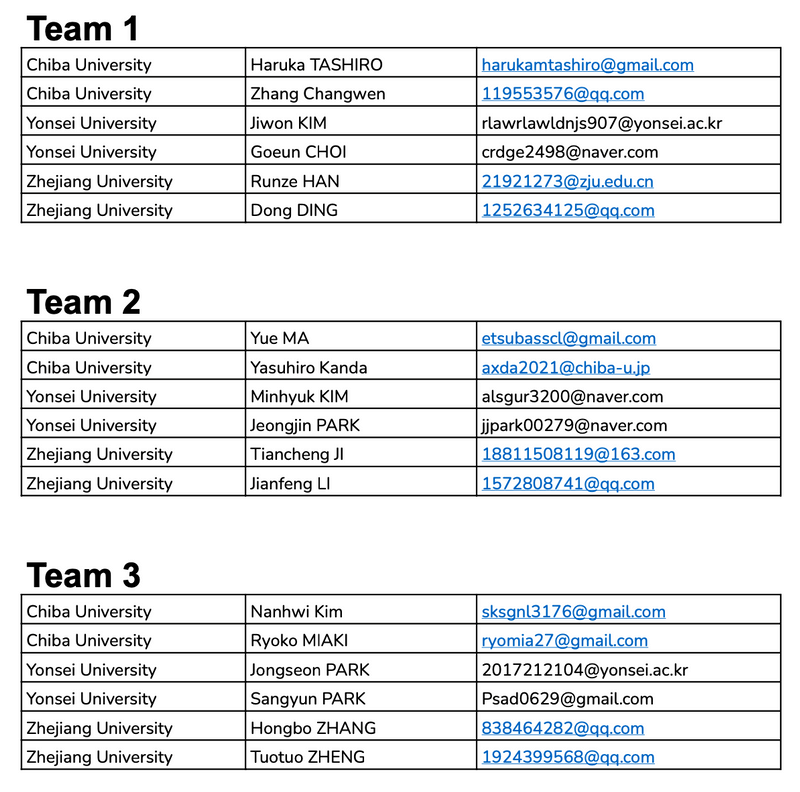 Team 1
Chiba University Haruka TASHIRO harukamtashiro@gmail.com
Chiba University Zhang Changwen 119553576@qq.com
Yonsei University Jiwon KIM rlawrlawldnjs907@yonsei.ac.kr
Yonsei University Goeun CHOI crdge2498@naver.com
Zhejiang University Runze HAN 21921273@zju.edu.cn
Zhejiang University Dong DING 1252634125@qq.com
Team 2
Chiba University Yue MA etsubasscl@gmail.com
Chiba University Yasuhiro Kanda axda2021@chiba-u.jp
Yonsei University Minhyuk KIM alsgur3200@naver.com
Yonsei University Jeongjin PARK jjpark00279@naver.com
Zhejiang University Tiancheng JI 18811508119@163.com
Zhejiang University Jianfeng LI 1572808741@qq.com
Team 3
Chiba University Nanhwi Kim sksgnl3176@gmail.com
Chiba University Ryoko MIAKI ryomia27@gmail.com
Yonsei University Jongseon PARK 2017212104@yonsei.ac.kr
Yonsei University Sangyun PARK Psad0629@gmail.com
Zhejiang University Hongbo ZHANG 838464282@qq.com
Zhejiang University Tuotuo ZHENG 1924399568@qq.com